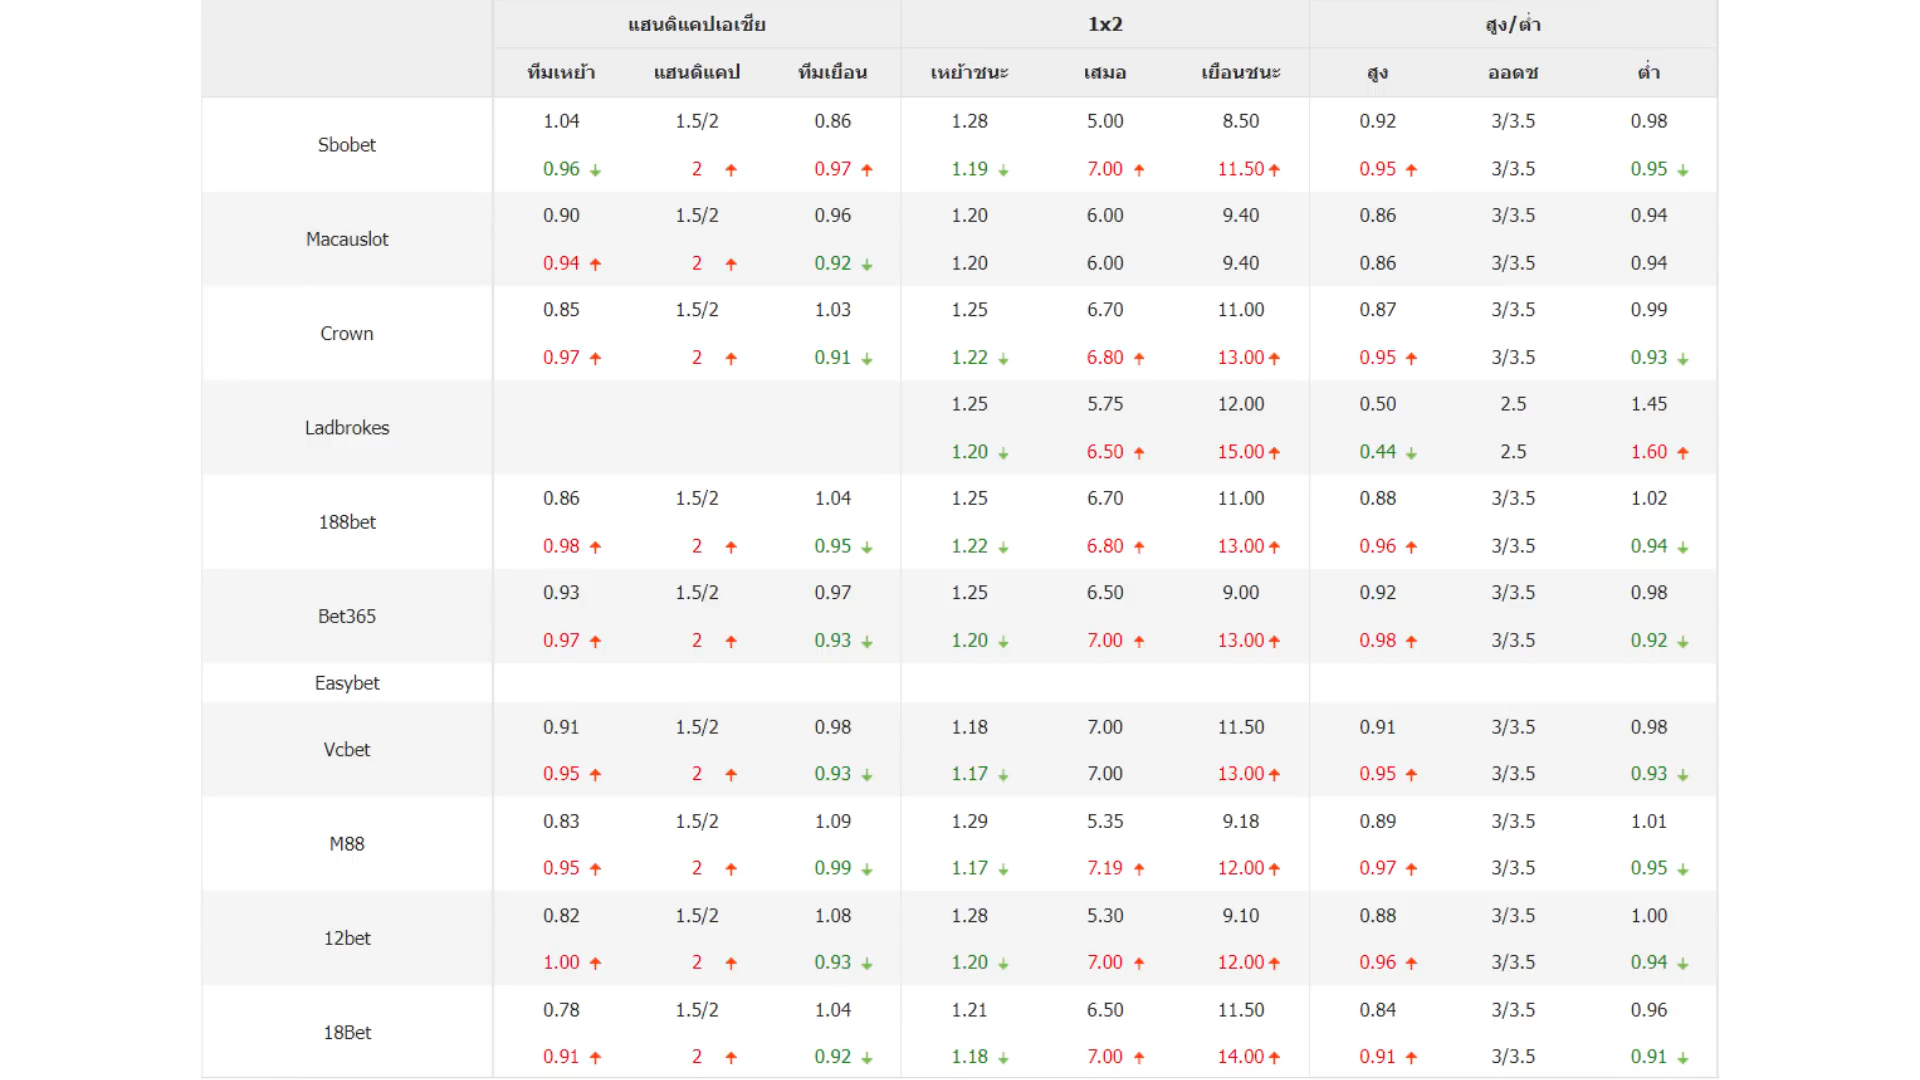 แฮนดิแคปเอเชีย 1x2 สูง/ต่ำ
ทีมเหย้า แฮนดิแคป ทีมเยือน เหย้าชนะ เสมอ เยือนชนะ สูง ออดซ ต่ำ
Sbobet
1.04 1.5/2 0.86 1.28 5.00 8.50 0.92 3/3.5 0.98
0.96 2 0.97 1.19 7.00 11.50 0.95 3/3.5 0.95
Macauslot
0.90 1.5/2 0.96 1.20 6.00 9.40 0.86 3/3.5 0.94
0.94 2 0.92 1.20 6.00 9.40 0.86 3/3.5 0.94
Crown
0.85 1.5/2 1.03 1.25 6.70 11.00 0.87 3/3.5 0.99
0.97 2 0.91 1.22 6.80 13.00 0.95 3/3.5 0.93
Ladbrokes
1.25 5.75 12.00 0.50 2.5 1.45
1.20 6.50 15.00 0.44 2.5 1.60
188bet
0.86 1.5/2 1.04 1.25 6.70 11.00 0.88 3/3.5 1.02
0.98 2 0.95 1.22 6.80 13.00 0.96 3/3.5 0.94
Bet365
0.93 1.5/2 0.97 1.25 6.50 9.00 0.92 3/3.5 0.98
0.97 2 0.93 1.20 7.00 13.00 0.98 3/3.5 0.92
Easybet
Vcbet
0.91 1.5/2 0.98 1.18 7.00 11.50 0.91 3/3.5 0.98
0.95 2 0.93 1.17 7.00 13.00 0.95 3/3.5 0.93
M88
0.83 1.5/2 1.09 1.29 5.35 9.18 0.89 3/3.5 1.01
0.95 2 0.99 1.17 7.19 12.00 0.97 3/3.5 0.95
12bet
0.82 1.5/2 1.08 1.28 5.30 9.10 0.88 3/3.5 1.00
1.00 2 0.93 1.20 7.00 12.00 0.96 3/3.5 0.94
18Bet
0.78 1.5/2 1.04 1.21 6.50 11.50 0.84 3/3.5 0.96
0.91 2 0.92 1.18 7.00 14.00 0.91 3/3.5 0.91